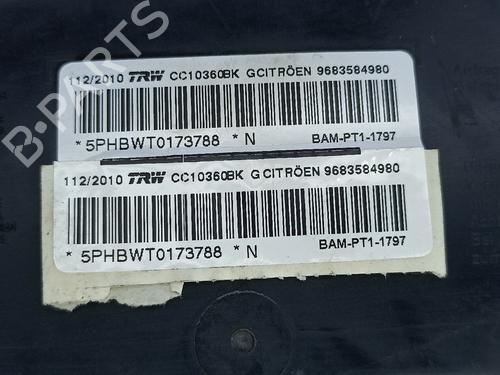 112/2010 TRW CC10360BK GCITRÖEN 9683584980
* 5PHBWT0173788 * N BAM-PT1-1797
112/2010 TRW CC10360BK G CITRÖEN 9683584980
* 5PHBWT0173788 * N BAM-PT1-1797
B-PARTS